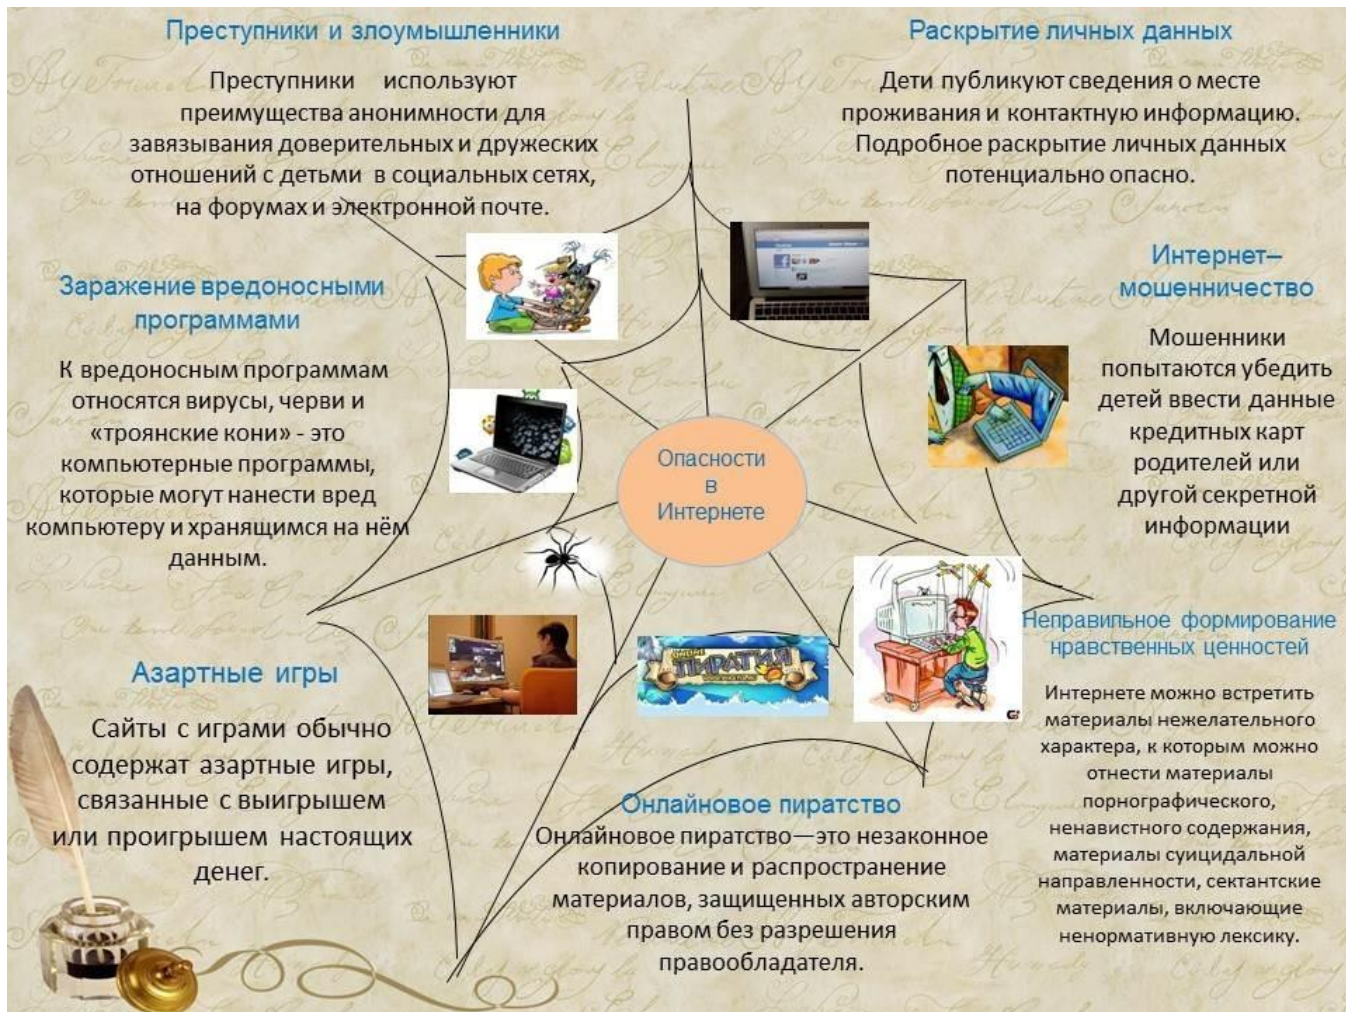 Преступники и злоумышленники
Преступники используют
преимущества анонимности для
завязывания доверительных и дружеских
отношений с детьми в социальных сетях,
на форумах и электронной почте.
Раскрытие личных данных
Дети публикуют сведения о месте
проживания и контактную информацию.
Подробное раскрытие личных данных
потенциально опасно.
Заражение вредоносными
программами
К вредоносным программам
относятся вирусы, черви и
«троянские кони» - это
компьютерные программы,
которые могут нанести вред
компьютеру и хранящимся на нём
данным.
Опасности
в
Интернете
Интернет–
мошенничество
Мошенники
попытаются убедить
детей ввести данные
кредитных карт
родителей или
другой секретной
информации
Азартные игры
Сайты с играми обычно
содержат азартные игры,
связанные с выигрышем
или проигрышем настоящих
денег.
ONLINE
ПИРАТИЯ
Онлайновое пиратство
Онлайновое пиратство—это незаконное
копирование и распространение
материалов, защищенных авторским
правом без разрешения
правообладателя.
Неправильное формирование
нравственных ценностей
Интернете можно встретить
материалы нежелательного
характера, к которым можно
отнести материалы
порнографического,
ненавистного содержания,
материалы суицидальной
направленности, сектантские
материалы, включающие
ненормативную лексику.